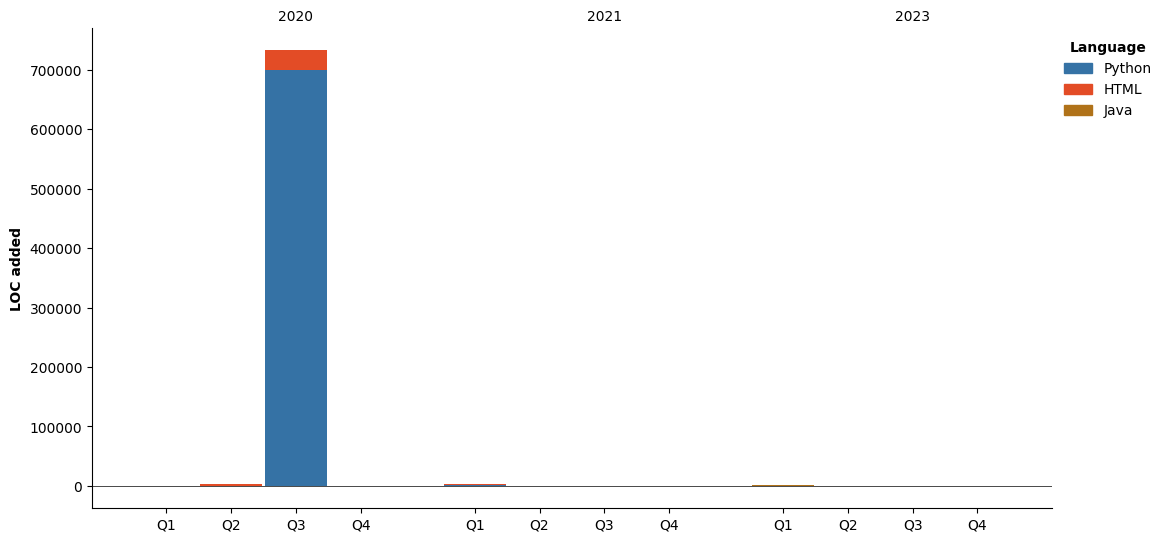 2020 2021 2023
Language
Python
HTML
Java
LOC added
700000
600000
500000
400000
300000
200000
100000
0
Q1 Q2 Q3 Q4 Q1 Q2 Q3 Q4 Q1 Q2 Q3 Q4